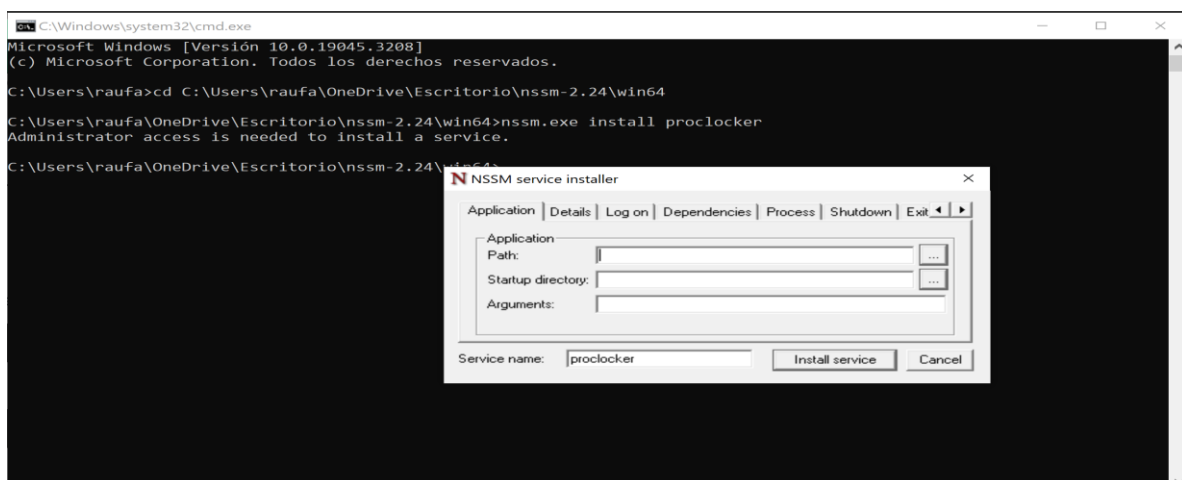 C:\Windows\system32\cmd.exe
Microsoft Windows [Versión 10.0.19045.3208]
(c) Microsoft Corporation. Todos los derechos reservados.
C:\Users\raufa>cd C:\Users\raufa\OneDrive\Escritorio\nssm-2.24\win64
C:\Users\raufa\OneDrive\Escritorio\nssm-2.24\win64>nssm.exe install proclocker
Administrator access is needed to install a service.
C:\Users\raufa\OneDrive\Escritorio\nssm-2.24\win64>
N NSSM service installer
Application Details Log on Dependencies Process Shutdown Exit
Application
Path: ...
Startup directory: ...
Arguments:
Service name: proclocker Install service Cancel